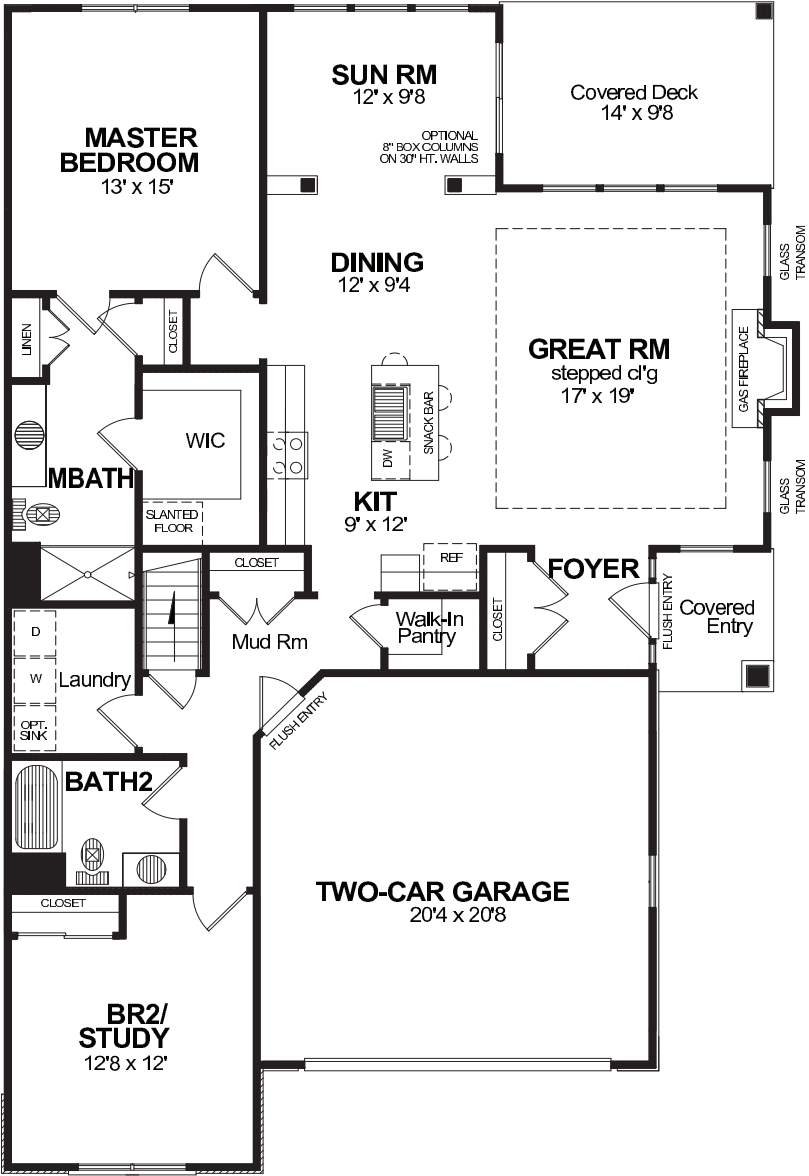 SUN RM
12' x 9'8
Covered Deck
14' x 9'8
OPTIONAL
8" BOX COLUMNS
ON 30" HT. WALLS
MASTER
BEDROOM
13' x 15'
DINING
12' x 9'4
GLASS
TRANSOM
LINEN
CLOSET
GREAT RM
stepped cl'g
17' x 19'
GAS FIREPLACE
WIC
SNACK BAR
DW
MBATH
SLANTED
FLOOR
KIT
9' x 12'
GLASS
TRANSOM
CLOSET
REF
FOYER
FLUSH ENTRY
Covered
Entry
CLOSET
Walk-In
Pantry
Mud Rm
D
W
Laundry
OPT.
SINK
FLUSH ENTRY
BATH2
TWO-CAR GARAGE
20'4 x 20'8
CLOSET
BR2/
STUDY
12'8 x 12'